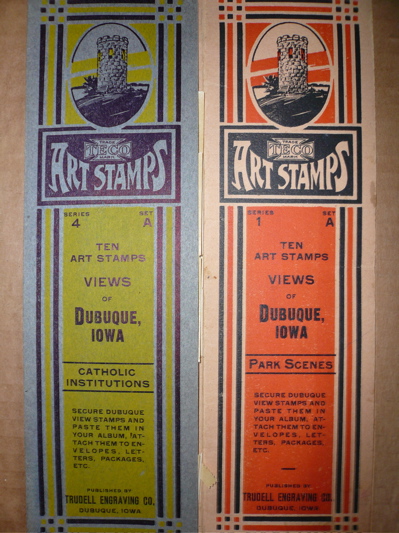 TRADE
TECO
MARK
ART STAMPS
SERIES SET
4 A
TEN
ART STAMPS
VIEWS
OF
DUBUQUE,
IOWA
CATHOLIC
INSTITUTIONS
SECURE DUBUQUE
VIEW STAMPS AND
PASTE THEM IN
YOUR ALBUM, AT-
TACH THEM TO EN-
VELOPES, LET-
TERS, PACKAGES,
ETC.
PUBLISHED BY
TRUDELL ENGRAVING CO.
DUBUQUE, IOWA
TRADE
TECO
MARK
ART STAMPS
SERIES SET
1 A
TEN
ART STAMPS
VIEWS
OF
DUBUQUE,
IOWA
PARK SCENES
SECURE DUBUQUE
VIEW STAMPS AND
PASTE THEM IN
YOUR ALBUM, AT-
TACH THEM TO EN-
VELOPES, LET-
TERS, PACKAGES,
ETC.
PUBLISHED BY
TRUDELL ENGRAVING CO.
DUBUQUE, IOWA